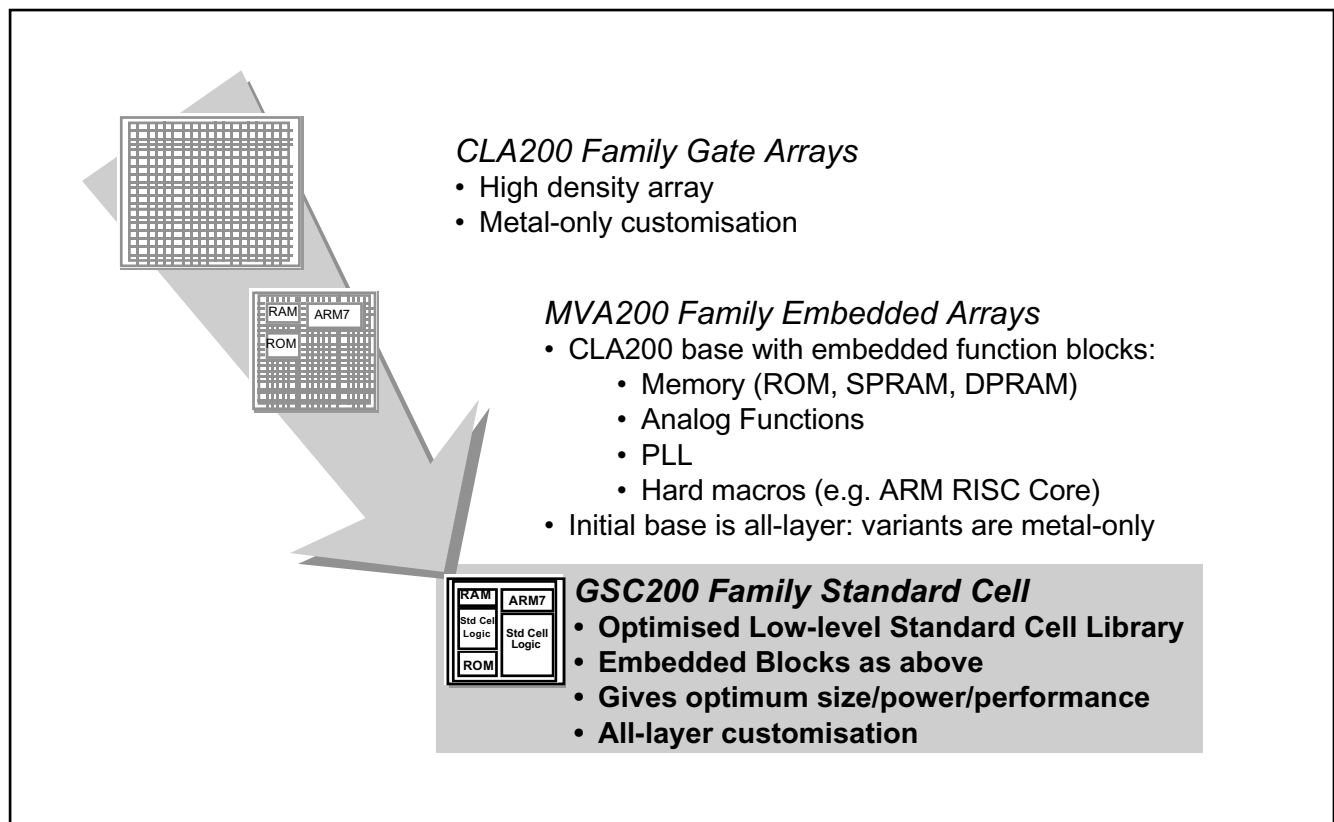 CLA200 Family Gate Arrays
• High density array
• Metal-only customisation
RAM
ARM7
ROM
MVA200 Family Embedded Arrays
• CLA200 base with embedded function blocks:
• Memory (ROM, SPRAM, DPRAM)
• Analog Functions
• PLL
• Hard macros (e.g. ARM RISC Core)
• Initial base is all-layer: variants are metal-only
RAM
ARM7
Std Cel
Logic
Std Cell
Logic
ROM
GSC200 Family Standard Cell
• Optimised Low-level Standard Cell Library
• Embedded Blocks as above
• Gives optimum size/power/performance
• All-layer customisation